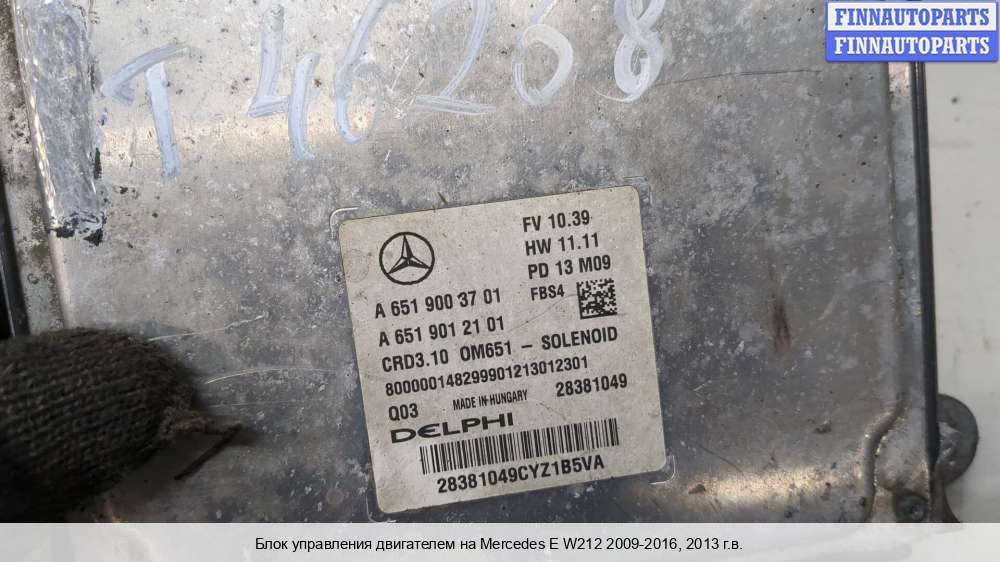 FINNAUTOPARTS
FINNAUTOPARTS
T 46268
FV 10.39
HW 11.11
PD 13 M09
FBS4
A 651 900 37 01
A 651 901 21 01
CRD3.10 OM651 - SOLENOID
800000148299901213012301
Q03 MADE IN HUNGARY 28381049
DELPHI
28381049CYZ1B5VA
Блок управления двигателем на Mercedes E W212 2009-2016, 2013 г.в.